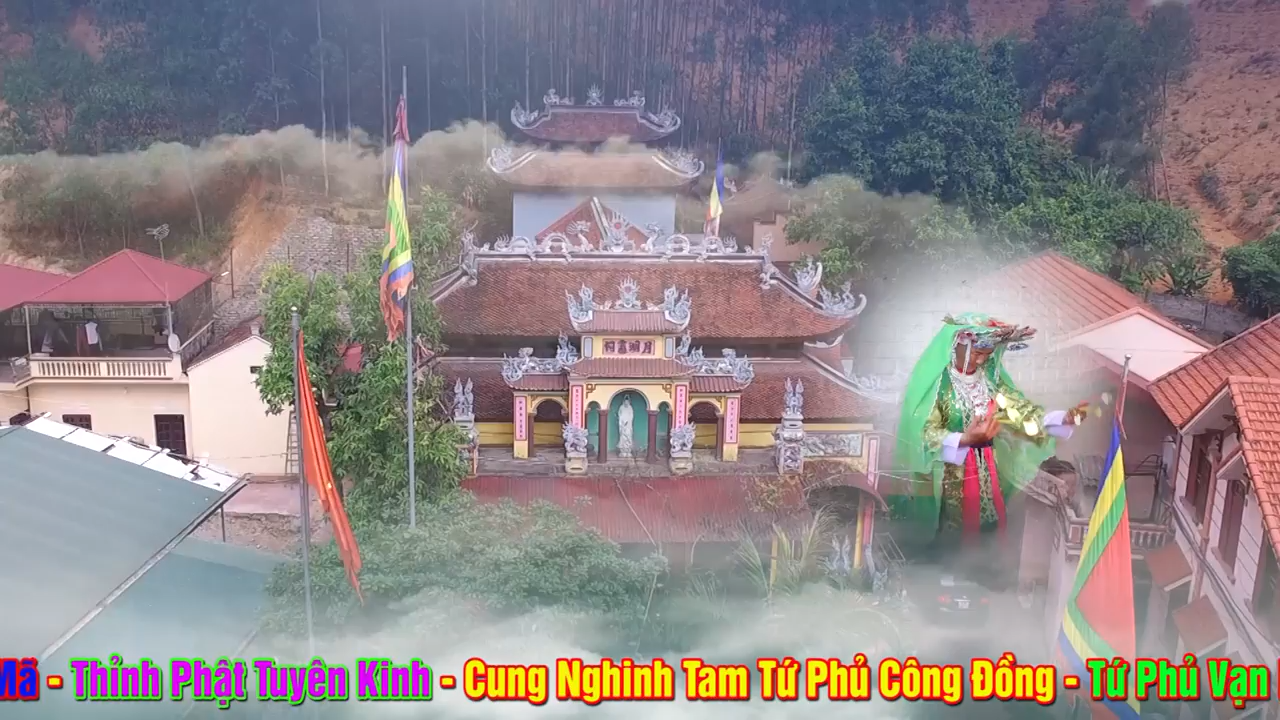 Mã - Thỉnh Phật Tuyên Kinh - Cung Nghinh Tam Tứ Phủ Công Đồng - Tứ Phủ Vạn